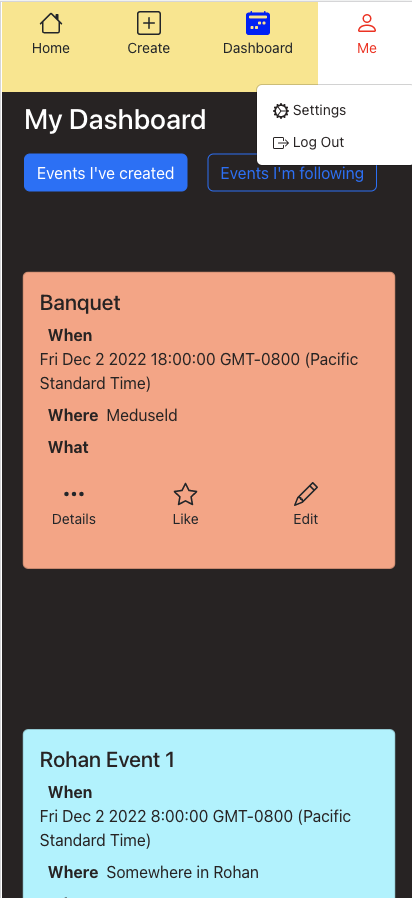 Home Create Dashboard Me
Settings
Log Out
My Dashboard
Events I've created Events I'm following
Banquet
When
Fri Dec 2 2022 18:00:00 GMT-0800 (Pacific
Standard Time)
Where Meduseld
What
Details Like Edit
Rohan Event 1
When
Fri Dec 2 2022 8:00:00 GMT-0800 (Pacific
Standard Time)
Where Somewhere in Rohan